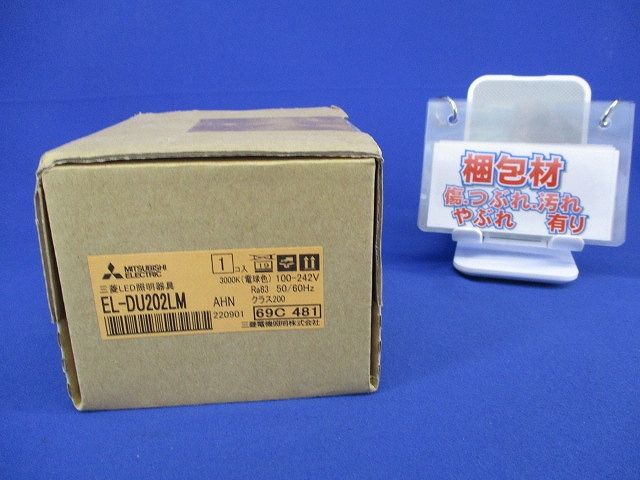 MITSUBISHI
ELECTRIC
1 コ入
3000K(電球色) 100-242V
三菱LED照明器具
Ra83 50/60Hz
EL-DU202LM
AHN
クラス200
220901
69C 481
三菱電機照明株式会社
梱包材
傷、つぶれ、汚れ
やぶれ 有り